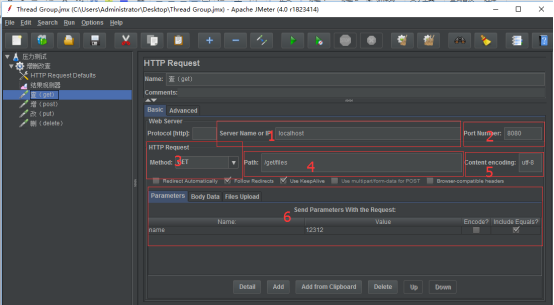 Thread Group.jmx (C:\Users\Administrator\Desktop\Thread Group.jmx) - Apache JMeter (4.0 r1823414)
File Edit Search Run Options Help
压力测试
增删改查
HTTP Request Defaults
结果观测器
查 (get)
增 (post)
改 (put)
删 (delete)
HTTP Request
Name: 查 (get)
Comments:
Basic Advanced
Web Server
Protocol [http]: Server Name or IP: localhost Port Number: 8080
1 2
HTTP Request
Method: GET Path: /getfiles Content encoding: utf-8
3 4 5
Redirect Automatically Follow Redirects Use KeepAlive Use multipart/form-data for POST Browser-compatible headers
Parameters Body Data Files Upload
6 Send Parameters With the Request:
Name: Value Encode? Include Equals?
name 12312
Detail Add Add from Clipboard Delete Up Down